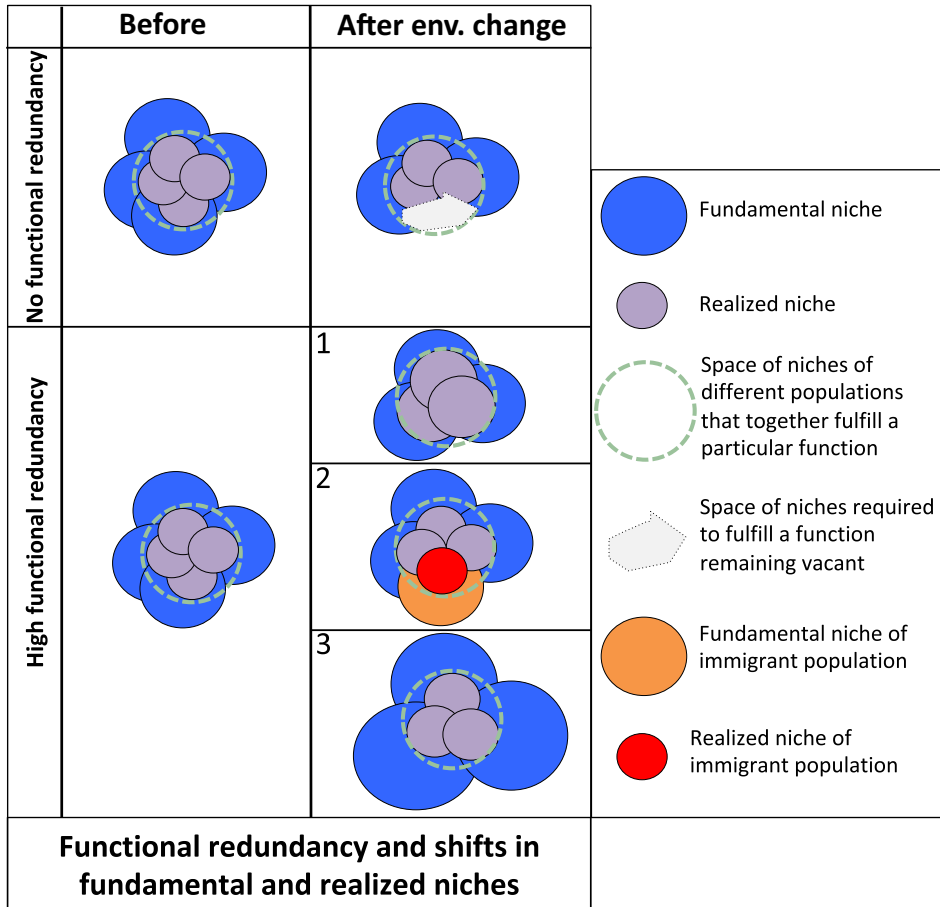 Before
After env. change
No functional redundancy
High functional redundancy
1
2
3
Functional redundancy and shifts in
fundamental and realized niches
Fundamental niche
Realized niche
Space of niches of
different populations
that together fulfill a
particular function
Space of niches required
to fulfill a function
remaining vacant
Fundamental niche of
immigrant population
Realized niche of
immigrant population